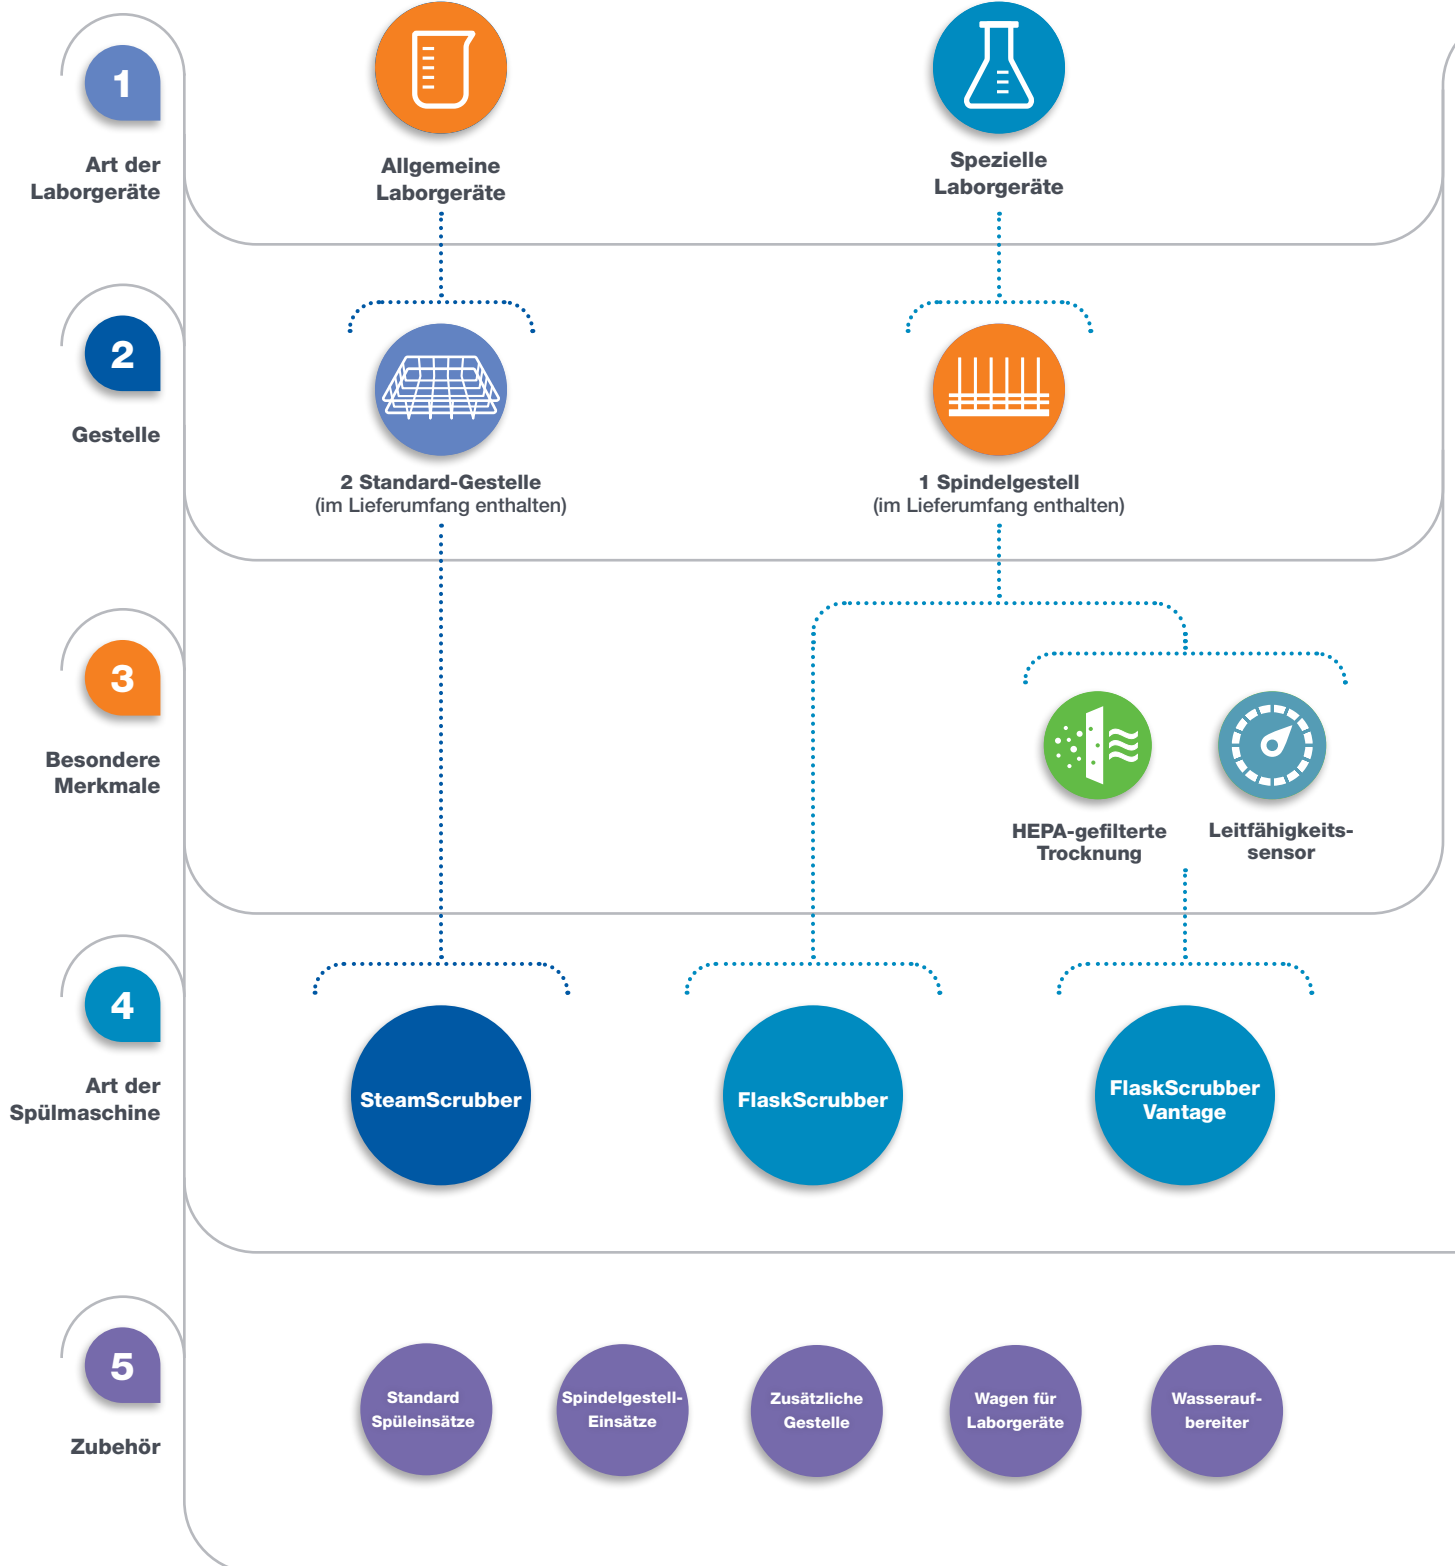 1
Art der
Laborgeräte
Allgemeine
Laborgeräte
Spezielle
Laborgeräte
2
Gestelle
2 Standard-Gestelle
(im Lieferumfang enthalten)
1 Spindelgestell
(im Lieferumfang enthalten)
3
Besondere
Merkmale
HEPA-gefilterte
Trocknung
Leitfähigkeits-
sensor
4
Art der
Spülmaschine
SteamScrubber
FlaskScrubber
FlaskScrubber
Vantage
5
Zubehör
Standard
Spüleinsätze
Spindelgestell-
Einsätze
Zusätzliche
Gestelle
Wagen für
Laborgeräte
Wasserauf-
bereiter